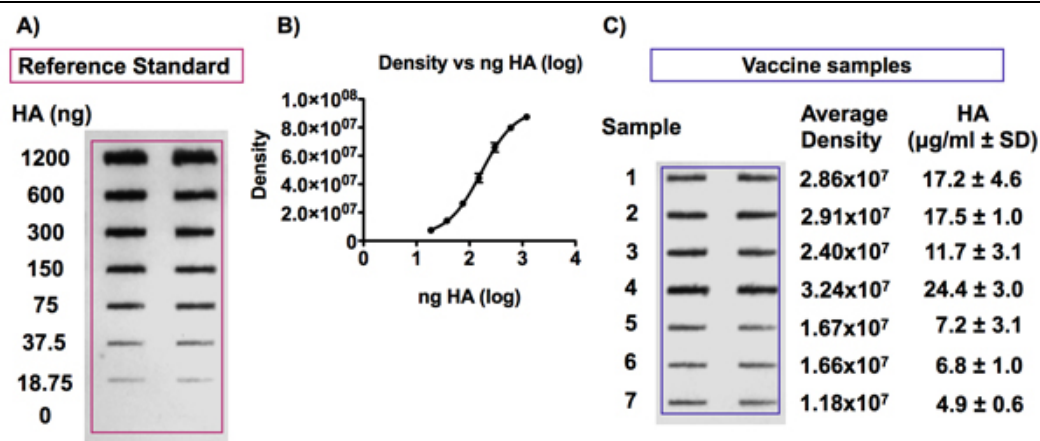 A)
Reference Standard
HA (ng)
1200
600
300
150
75
37.5
18.75
0
B)
Density vs ng HA (log)
Density
1.0×10⁰⁸
8.0×10⁰⁷
6.0×10⁰⁷
4.0×10⁰⁷
2.0×10⁰⁷
0
0 1 2 3 4
ng HA (log)
C)
Vaccine samples
Sample Average Density HA (µg/ml ± SD)
1 2.86x10⁷ 17.2 ± 4.6
2 2.91x10⁷ 17.5 ± 1.0
3 2.40x10⁷ 11.7 ± 3.1
4 3.24x10⁷ 24.4 ± 3.0
5 1.67x10⁷ 7.2 ± 3.1
6 1.66x10⁷ 6.8 ± 1.0
7 1.18x10⁷ 4.9 ± 0.6